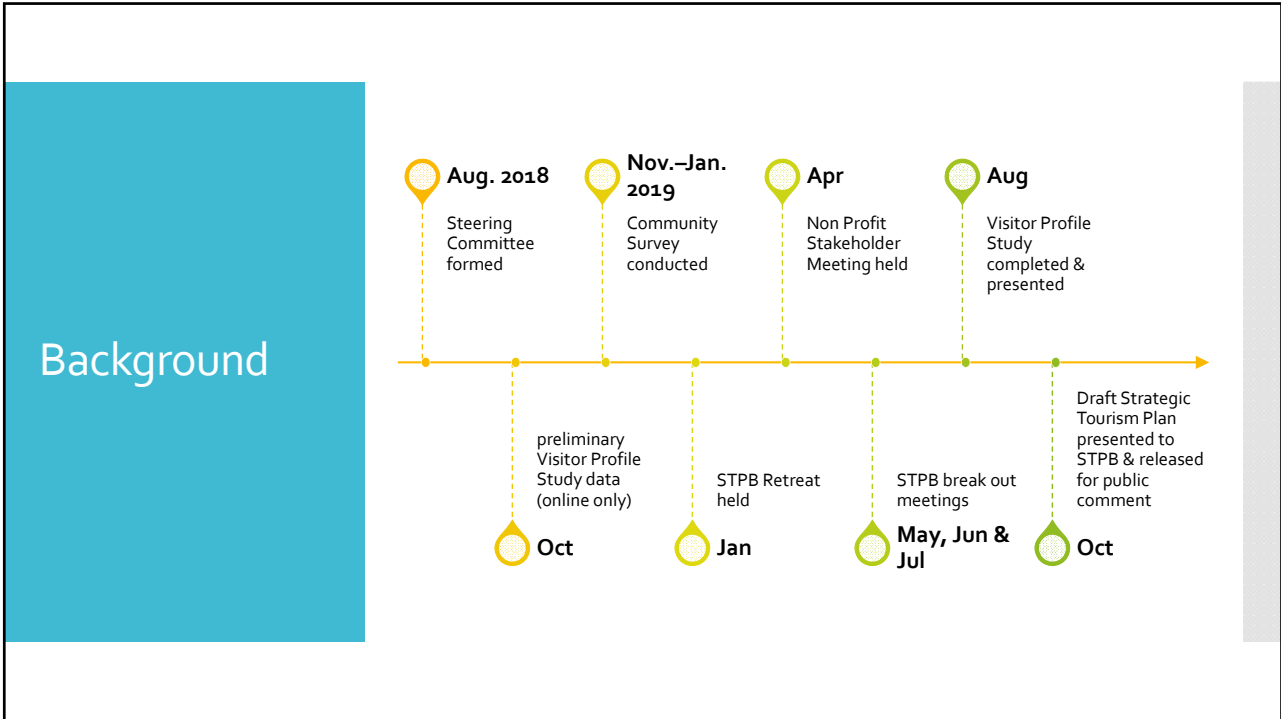 Background
Aug. 2018
Steering
Committee
formed
preliminary
Visitor Profile
Study data
(online only)
Oct
Nov.–Jan.
2019
Community
Survey
conducted
STPB Retreat
held
Jan
Apr
Non Profit
Stakeholder
Meeting held
STPB break out
meetings
May, Jun &
Jul
Aug
Visitor Profile
Study
completed &
presented
Draft Strategic
Tourism Plan
presented to
STPB & released
for public
comment
Oct